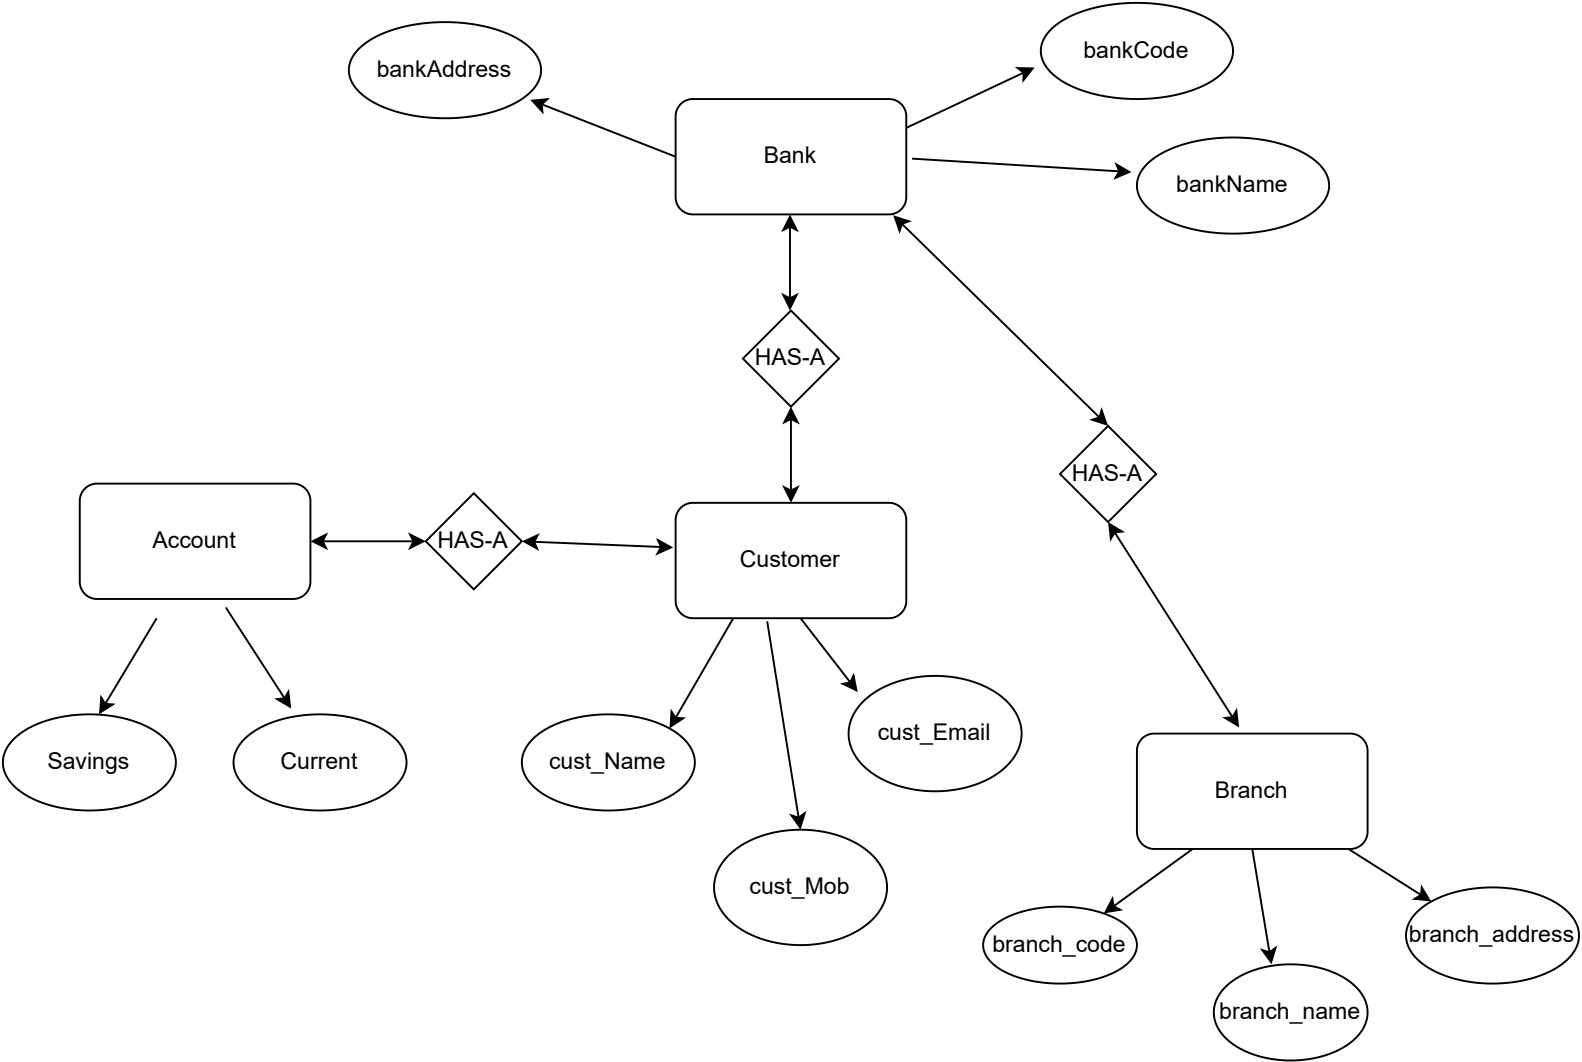 bankCode
bankAddress
Bank
bankName
HAS-A
HAS-A
Account
HAS-A
Customer
cust_Email
Savings
Current
cust_Name
Branch
cust_Mob
branch_code
branch_address
branch_name